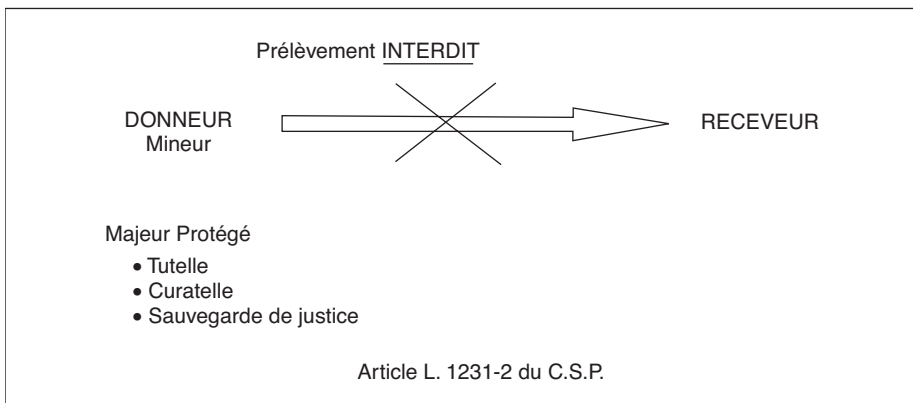 Prélèvement INTERDIT
DONNEUR
Mineur
RECEVEUR
Majeur Protégé
• Tutelle
• Curatelle
• Sauvegarde de justice
Article L. 1231-2 du C.S.P.